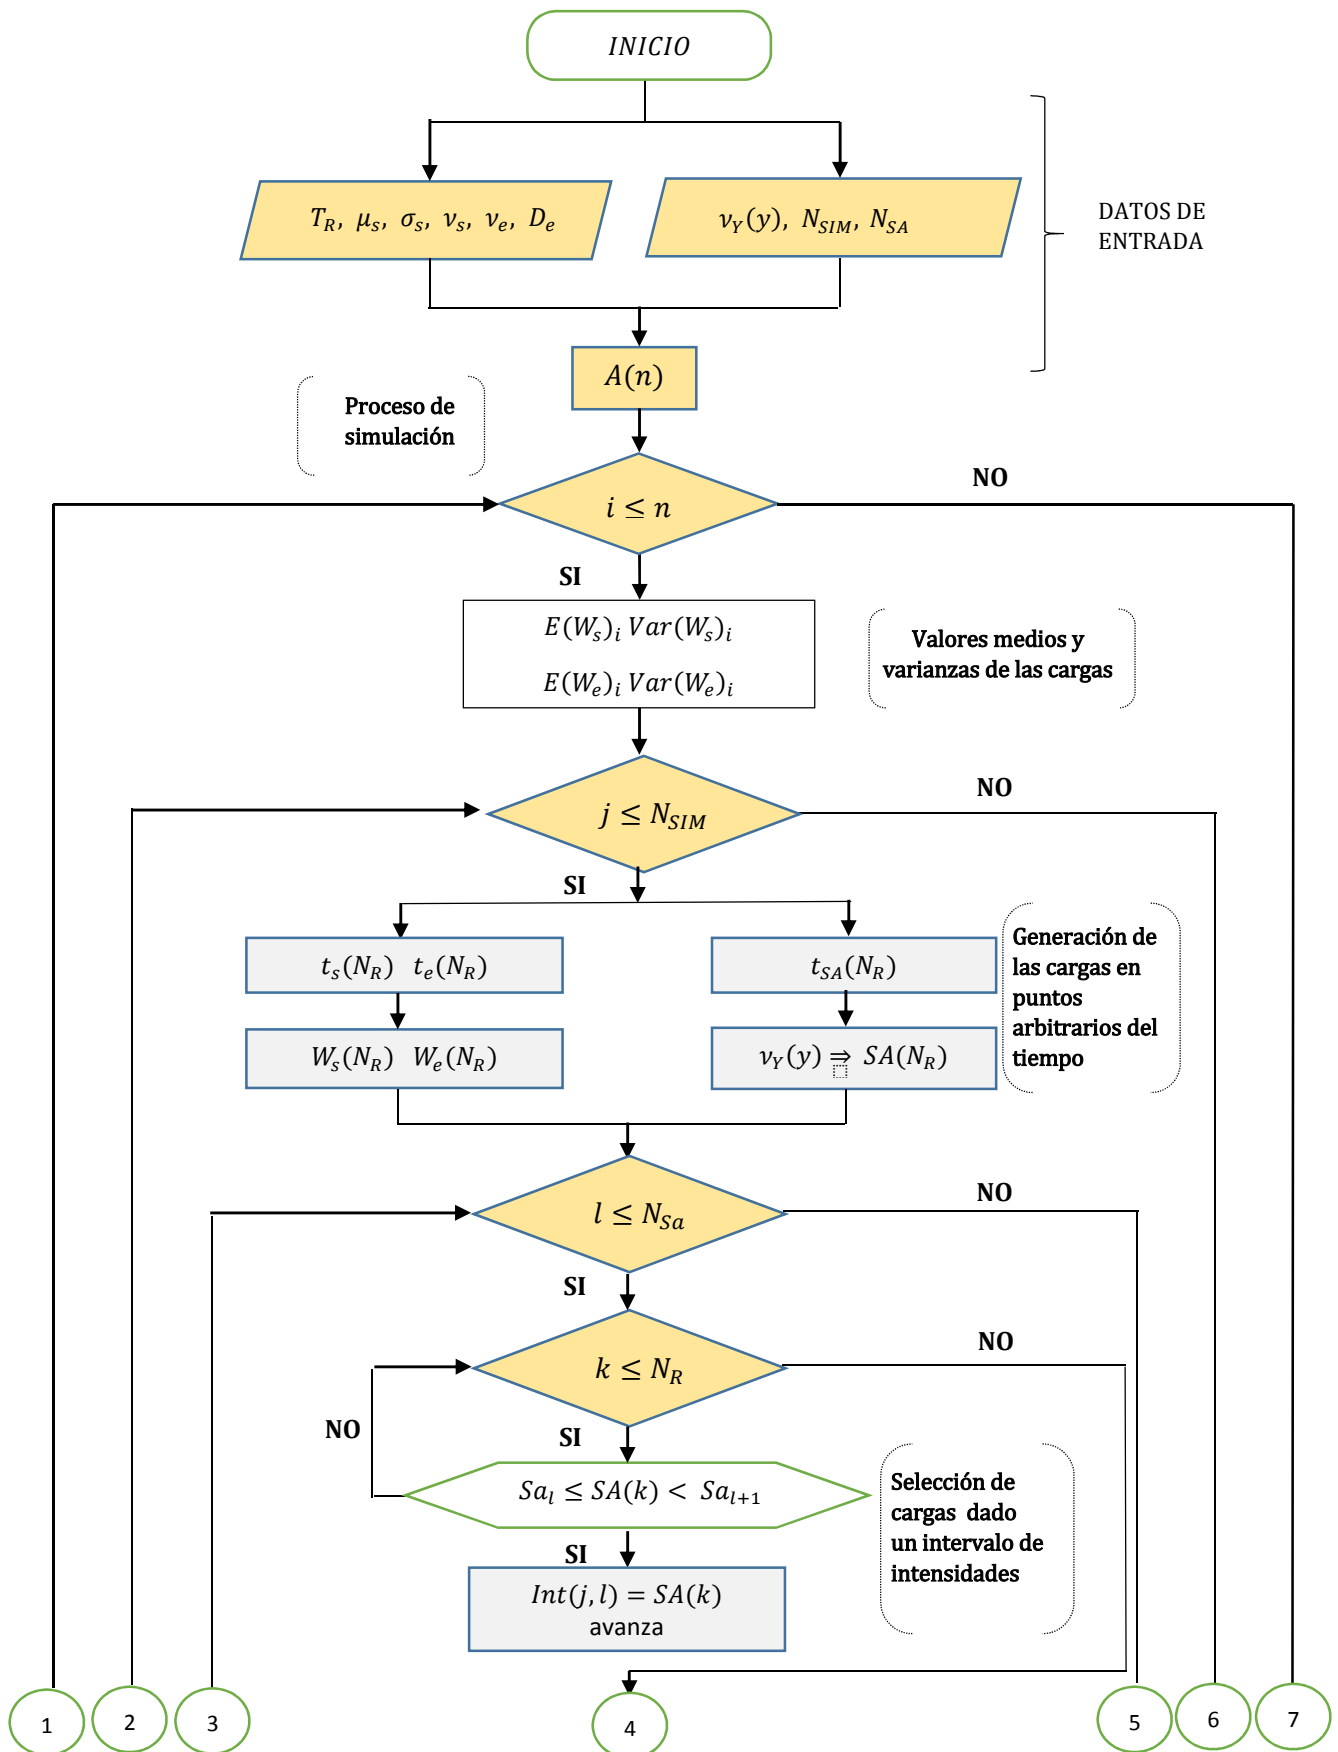 INICIO
T_R, μ_s, σ_s, ν_s, ν_e, D_e
ν_Y(y), N_SIM, N_SA
DATOS DE
ENTRADA
A(n)
Proceso de
simulación
i ≤ n
NO
SI
E(W_s)_i Var(W_s)_i
E(W_e)_i Var(W_e)_i
Valores medios y
varianzas de las cargas
j ≤ N_SIM
NO
SI
t_s(N_R) t_e(N_R)
t_SA(N_R)
W_s(N_R) W_e(N_R)
ν_Y(y) ⇒ SA(N_R)
Generación de
las cargas en
puntos
arbitrarios del
tiempo
l ≤ N_Sa
NO
SI
k ≤ N_R
NO
NO
SI
Sa_l ≤ SA(k) < Sa_{l+1}
SI
Int(j, l) = SA(k)
avanza
Selección de
cargas dado
un intervalo de
intensidades
1
2
3
4
5
6
7